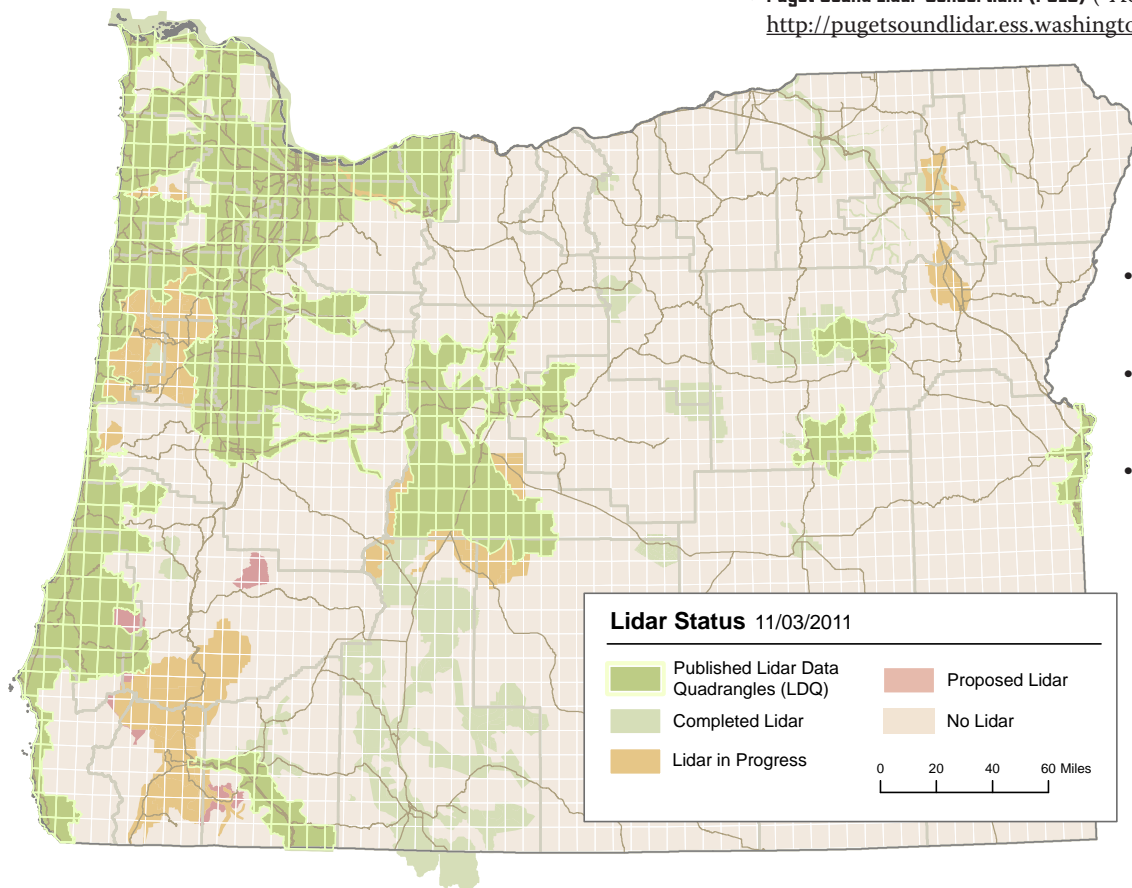 http://pugetsoundlidar.ess.washingto
Lidar Status 11/03/2011
Published Lidar Data
Quadrangles (LDQ)
Completed Lidar
Lidar in Progress
Proposed Lidar
No Lidar
0 20 40 60 Miles